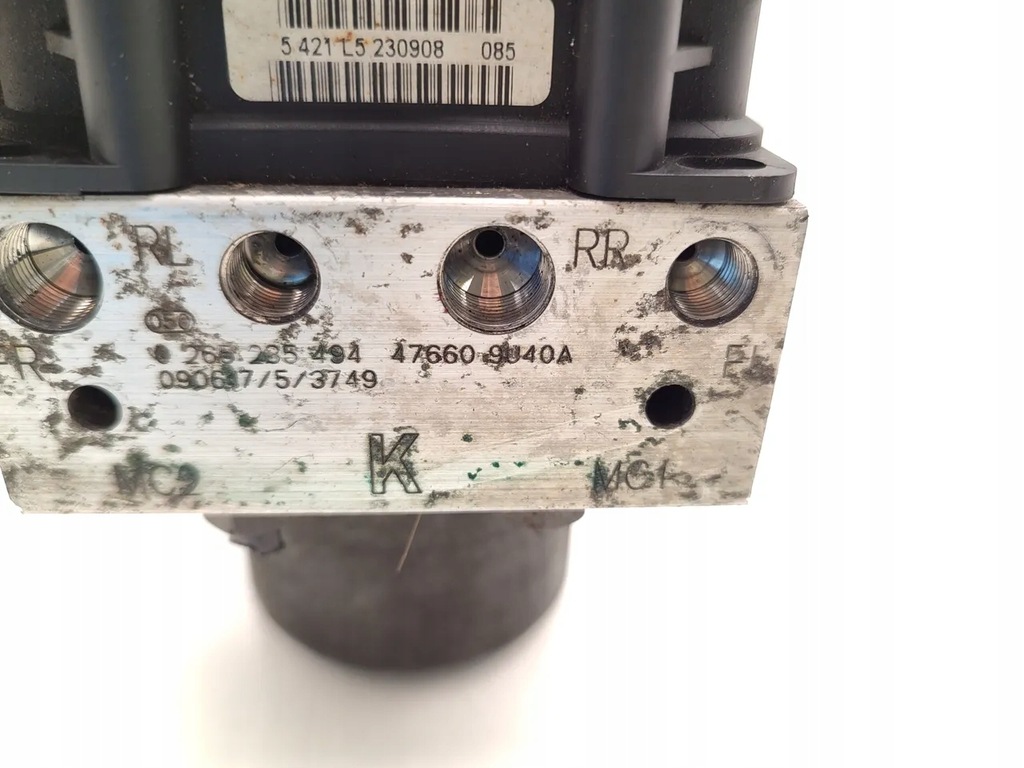 5 421 L5 230908 085
RL RR
050
0 265 235 494 47660 9U40A
FR FL
090617/5/3749
K
MC2 MC1